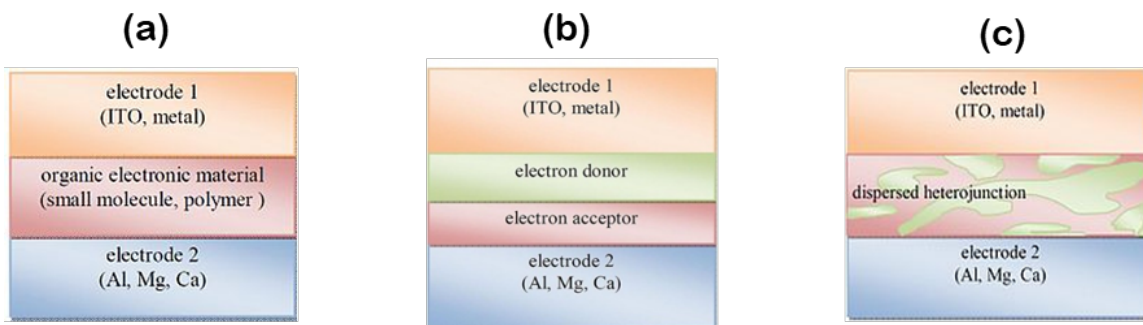 (a)
electrode 1
(ITO, metal)
organic electronic material
(small molecule, polymer )
electrode 2
(Al, Mg, Ca)
(b)
electrode 1
(ITO, metal)
electron donor
electron acceptor
electrode 2
(Al, Mg, Ca)
(c)
electrode 1
(ITO, metal)
dispersed heterojunction
electrode 2
(Al, Mg, Ca)